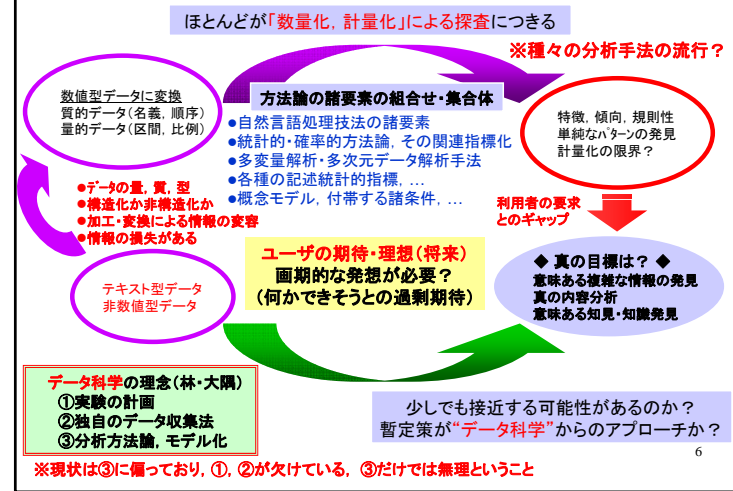 ほとんどが「数量化, 計量化」による探査につきる
※種々の分析手法の流行？
数値型データに変換
質的データ(名義, 順序)
量的データ(区間, 比例)
方法論の諸要素の組合せ・集合体
●自然言語処理技法の諸要素
●統計的・確率的方法論, その関連指標化
●多変量解析・多次元データ解析手法
●各種の記述統計的指標, …
●概念モデル, 付帯する諸条件, …
特徴, 傾向, 規則性
単純なﾊﾟﾀｰﾝの発見
計量化の限界？
●ﾃﾞｰﾀの量, 質, 型
●構造化か非構造化か
●加工・変換による情報の変容
●情報の損失がある
利用者の要求
とのギャップ
ユーザの期待・理想(将来)
画期的な発想が必要？
(何かできそうとの過剰期待)
◆ 真の目標は？ ◆
意味ある複雑な情報の発見
真の内容分析
意味ある知見・知識発見
テキスト型データ
非数値型データ
データ科学の理念(林・大隅)
①実験の計画
②独自のデータ収集法
③分析方法論, モデル化
少しでも接近する可能性があるのか？
暫定策が“データ科学”からのアプローチか？
6
※現状は③に偏っており, ①, ②が欠けている, ③だけでは無理ということ